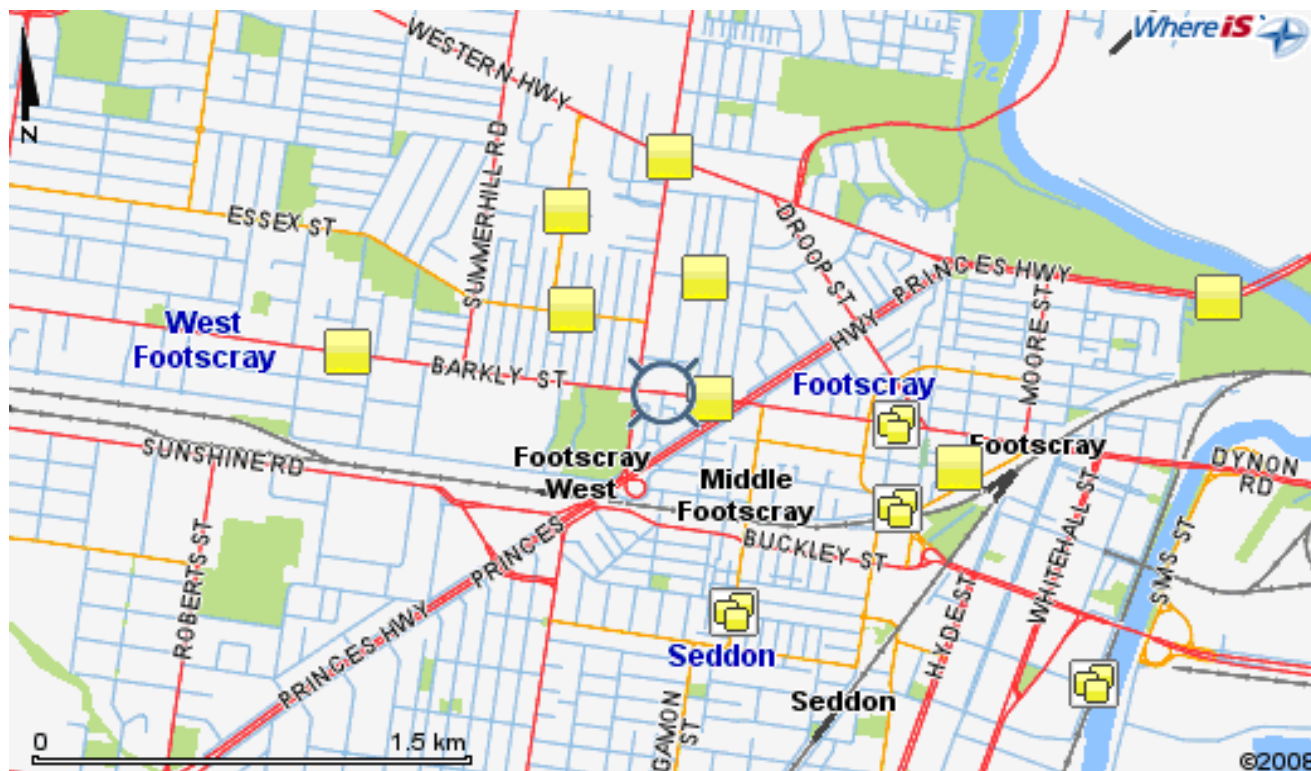 WhereiS
WESTERN HWY
N
SUMMERHILL RD
ESSEX ST
DROOP ST
PRINCES HWY
HWY
MOORE ST
West
Footscray
BARKLY ST
Footscray
Footscray
SUNSHINE RD
Footscray
West
Middle
Footscray
DYNON
RD
WHITEHALL ST
BUCKLEY ST
PRINCES
ROBERTS ST
SIMS ST
HYDE ST
PRINCES HWY
Seddon
Seddon
GAMON
ST
0
1.5 km
©2008